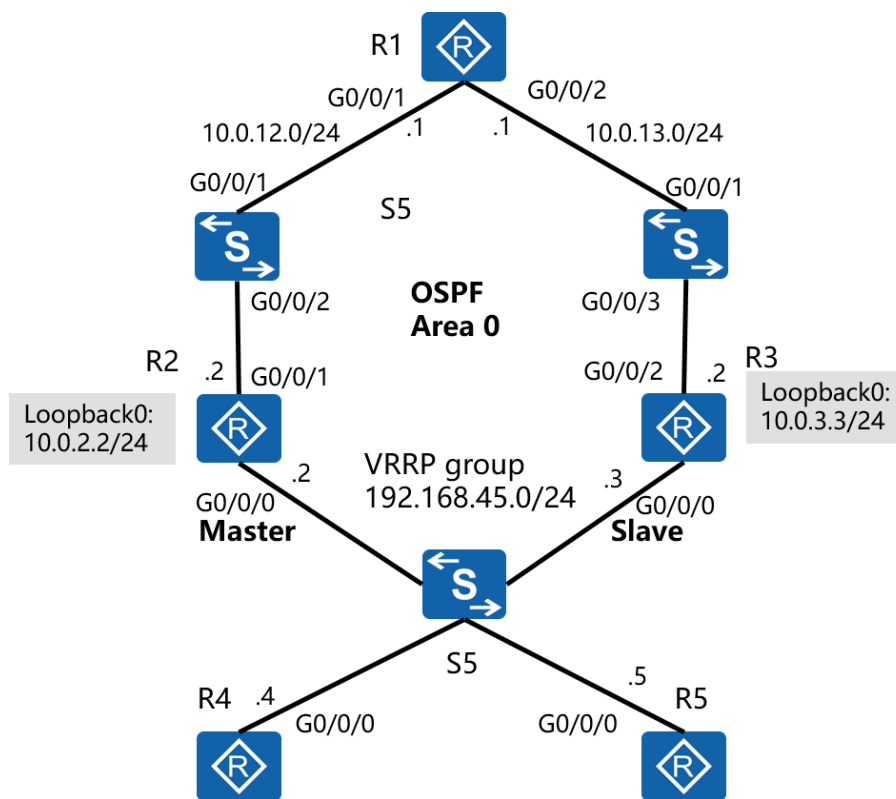 R1
R
G0/0/1
G0/0/2
10.0.12.0/24
.1
.1
10.0.13.0/24
G0/0/1
G0/0/1
S5
S
S
G0/0/2
OSPF
Area 0
G0/0/3
R2
.2
G0/0/1
G0/0/2
.2
R3
Loopback0:
10.0.2.2/24
R
R
Loopback0:
10.0.3.3/24
.2
VRRP group
192.168.45.0/24
.3
G0/0/0
Master
G0/0/0
Slave
S
S5
R4
.4
G0/0/0
.5
R5
G0/0/0
R
R